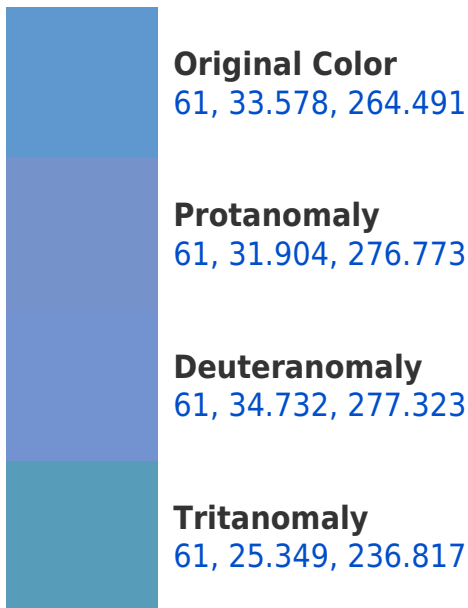 Original Color
61, 33.578, 264.491
Protanomaly
61, 31.904, 276.773
Deuteranomaly
61, 34.732, 277.323
Tritanomaly
61, 25.349, 236.817